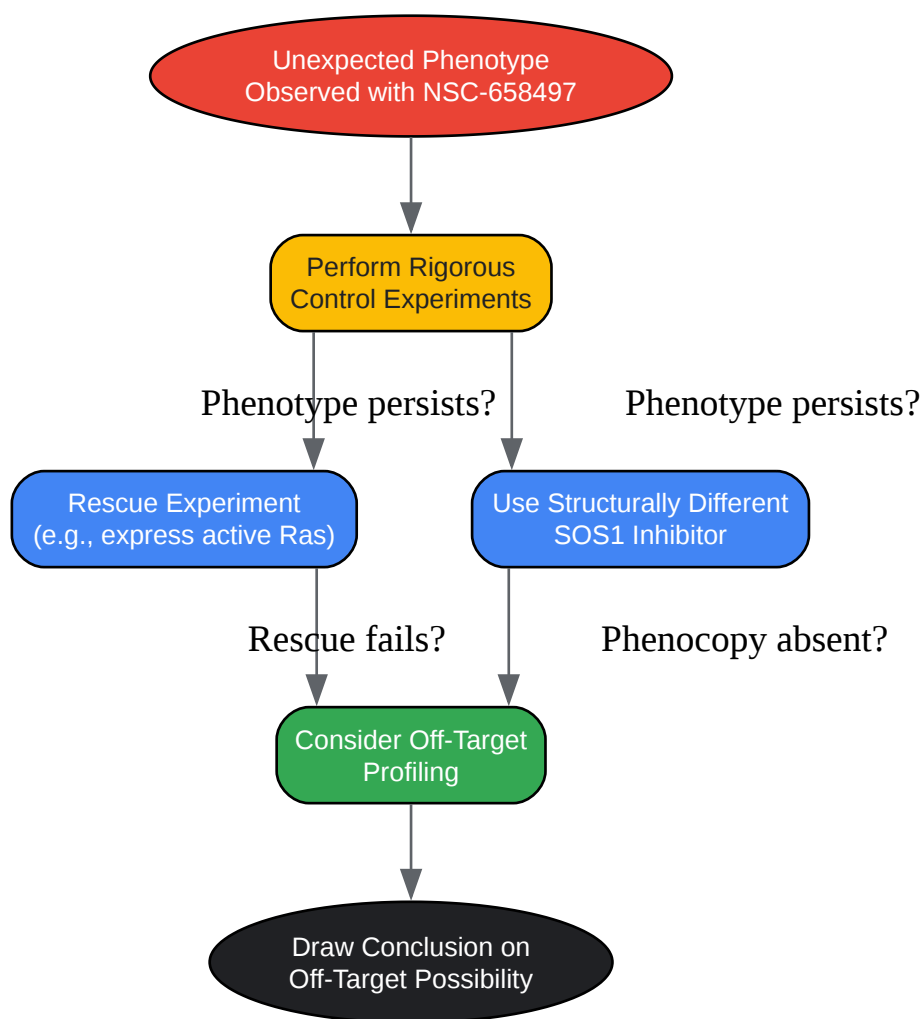 Unexpected Phenotype
Observed with NSC-658497
Perform Rigorous
Control Experiments
Phenotype persists?
Phenotype persists?
Rescue Experiment
(e.g., express active Ras)
Use Structurally Different
SOS1 Inhibitor
Rescue fails?
Phenocopy absent?
Consider Off-Target
Profiling
Draw Conclusion on
Off-Target Possibility